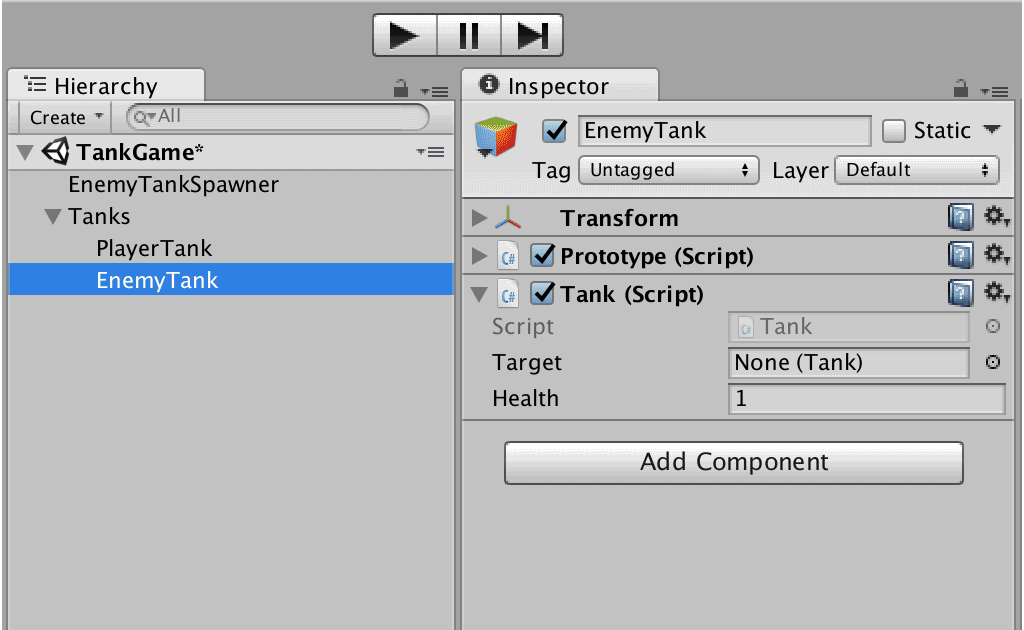 Hierarchy
Create
All
TankGame*
EnemyTankSpawner
Tanks
PlayerTank
EnemyTank
Inspector
EnemyTank
Static
Tag Untagged Layer Default
Transform
C# Prototype (Script)
C# Tank (Script)
Script C# Tank
Target None (Tank)
Health 1
Add Component